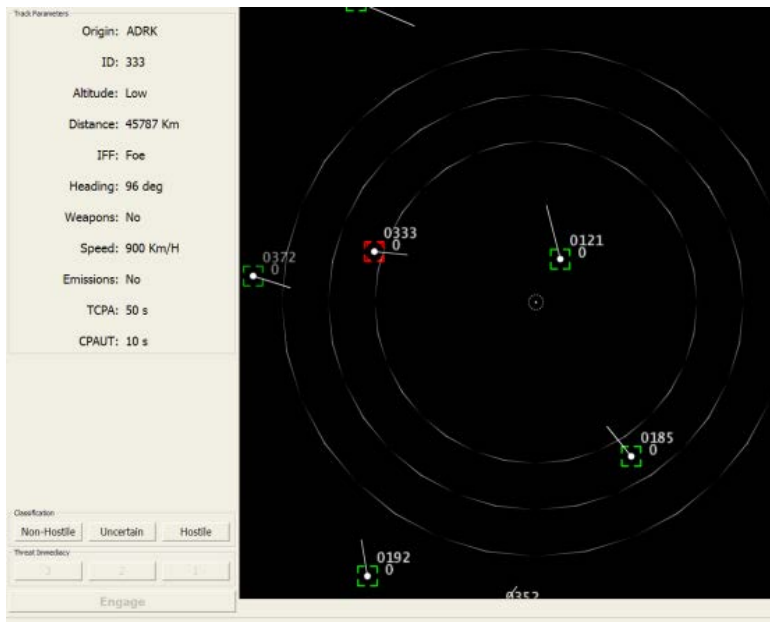 Track Parameters
Origin: ADRK
ID: 333
Altitude: Low
Distance: 45787 Km
IFF: Foe
Heading: 96 deg
Weapons: No
Speed: 900 Km/H
Emissions: No
TCPA: 50 s
CPAUT: 10 s
Classification
Non-Hostile Uncertain Hostile
Threat Immediacy
3 2 1
Engage
0333
0
0121
0
0372
0
0185
0
0192
0
0352